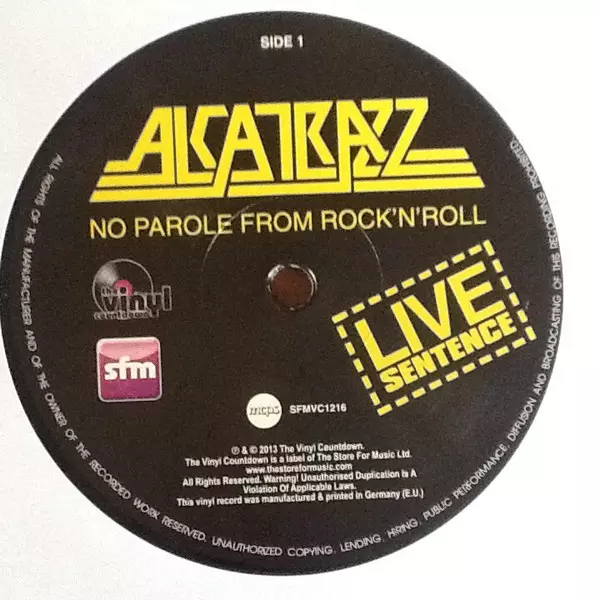 SIDE 1
ALCATRAZZ
NO PAROLE FROM ROCK'N'ROLL
the
Vinyl
countdown
LIVE
SENTENCE
sfm
mcps
SFMVC1216
℗ & © 2013 The Vinyl Countdown.
The Vinyl Countdown is a label of The Store For Music Ltd.
www.thestoreformusic.com
All Rights Reserved. Warning! Unauthorised Duplication Is A
Violation Of Applicable Laws.
This vinyl record was manufactured & printed in Germany (E.U.)
ALL RIGHTS OF THE MANUFACTURER AND OF THE OWNER OF THE RECORDED WORK RESERVED. UNAUTHORIZED COPYING, LENDING, HIRING, PUBLIC PERFORMANCE, DIFFUSION AND BROADCASTING OF THIS RECORDING PROHIBITED.